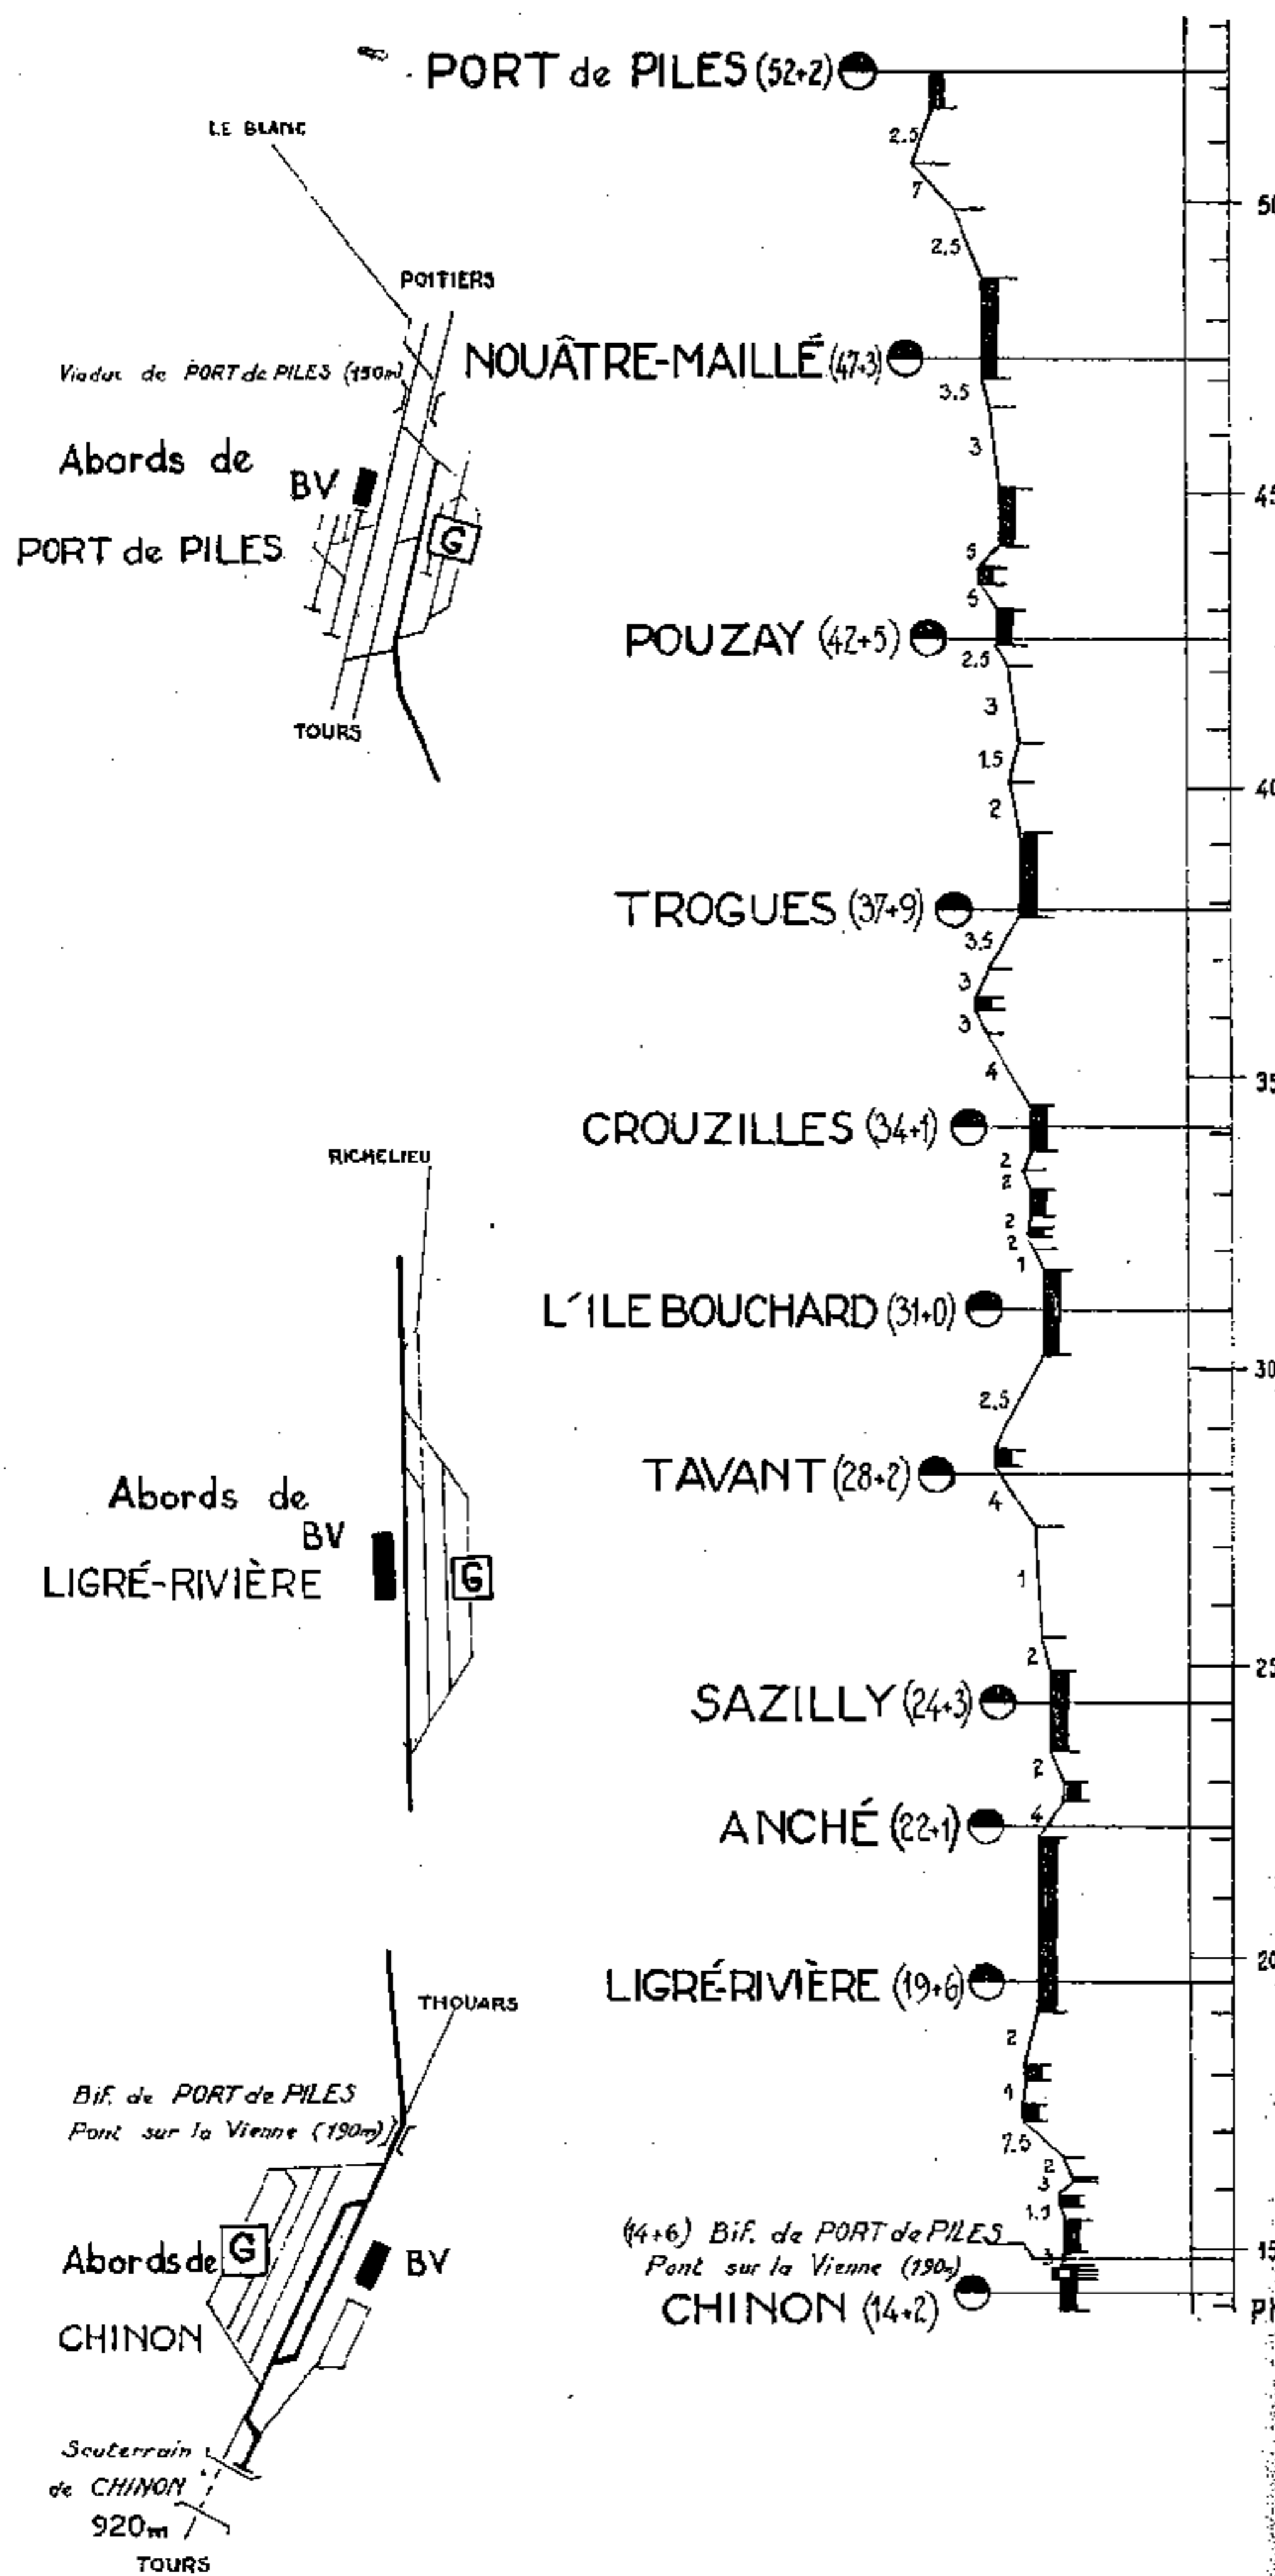 PORT de PILES (52+2)
LE BLANC
2.5
7
50
2.5
POITIERS
Viaduc de PORT de PILES (150m)
NOUÂTRE-MAILLÉ (47+3)
3.5
3
Abords de
BV
PORT de PILES
G
45
5
5
POUZAY (42+5)
2.5
3
TOURS
1.5
40
2
TROGUES (37+9)
3.5
3
3
4
35
CROUZILLES (34+1)
RICHELIEU
2
2
2
2
1
L'ILE BOUCHARD (31+0)
30
2.5
TAVANT (28+2)
4
Abords de
BV
LIGRÉ-RIVIÈRE
G
1
2
25
SAZILLY (24+3)
2
4
ANCHÉ (22+1)
20
LIGRÉ-RIVIÈRE (19+6)
THOUARS
2
Bif. de PORT de PILES
Pont sur la Vienne (190m)
7.5
2
3
(14+6) Bif. de PORT de PILES
15
Pont sur la Vienne (190m)
Abords de
G
BV
CHINON (14+2)
CHINON
Souterrain
de CHINON
920m
TOURS